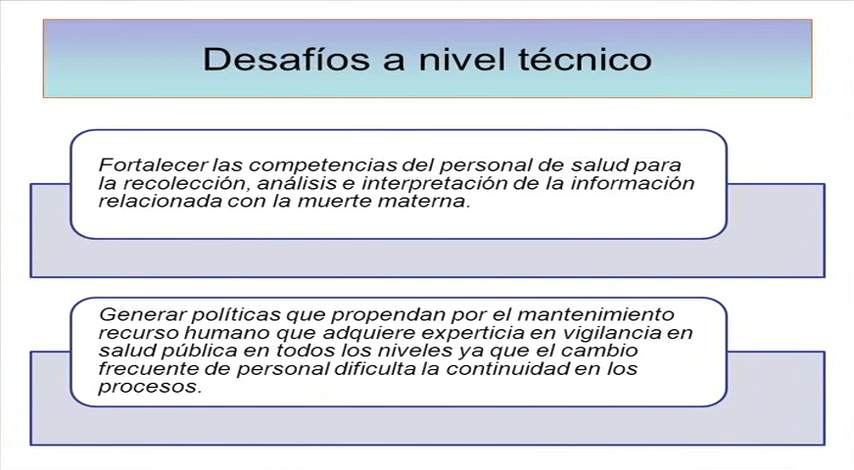 Desafíos a nivel técnico
Fortalecer las competencias del personal de salud para
la recolección, análisis e interpretación de la información
relacionada con la muerte materna.
Generar políticas que propendan por el mantenimiento
recurso humano que adquiere experticia en vigilancia en
salud pública en todos los niveles ya que el cambio
frecuente de personal dificulta la continuidad en los
procesos.